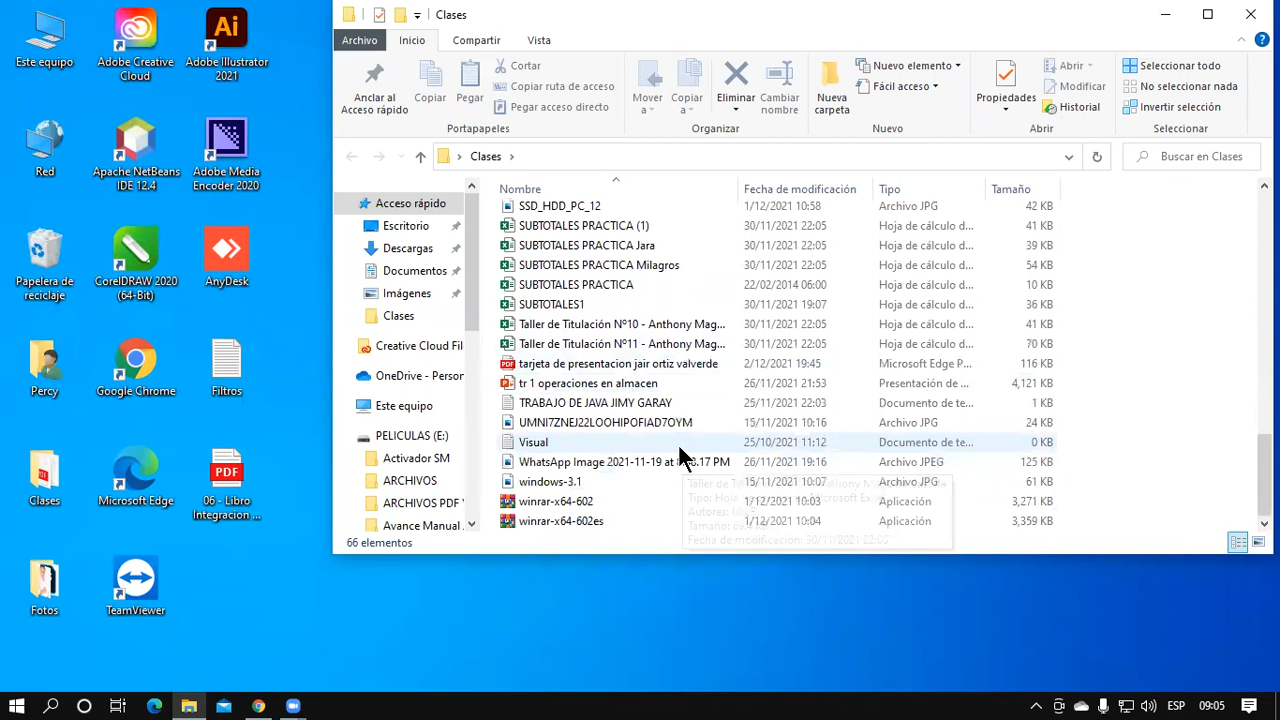 Este equipo
Adobe Creative
Cloud
Ai
Adobe Illustrator
2021
Red
Apache NetBeans
IDE 12.4
Adobe Media
Encoder 2020
Papelera de
reciclaje
CorelDRAW 2020
(64-Bit)
AnyDesk
Percy
Google Chrome
Filtros
Clases
Microsoft Edge
PDF
06 - Libro
Integracion ...
Fotos
TeamViewer
Clases
Archivo
Inicio
Compartir
Vista
Anclar al
Acceso rápido
Copiar
Pegar
Cortar
Copiar ruta de acceso
Pegar acceso directo
Portapapeles
Mover
a
Copiar
a
Eliminar
Cambiar
nombre
Organizar
Nueva
carpeta
Nuevo elemento
Fácil acceso
Nuevo
Propiedades
Abrir
Modificar
Historial
Abrir
Seleccionar todo
No seleccionar nada
Invertir selección
Seleccionar
Clases
Buscar en Clases
Acceso rápido
Escritorio
Descargas
Documentos
Imágenes
Clases
Creative Cloud Fil
OneDrive - Person
Este equipo
PELICULAS (E:)
Activador SM
ARCHIVOS
ARCHIVOS PDF
Avance Manual
Nombre Fecha de modificación Tipo Tamaño
SSD_HDD_PC_12 1/12/2021 10:58 Archivo JPG 42 KB
SUBTOTALES PRACTICA (1) 30/11/2021 22:05 Hoja de cálculo d... 41 KB
SUBTOTALES PRACTICA Jara 30/11/2021 22:05 Hoja de cálculo d... 39 KB
SUBTOTALES PRACTICA Milagros 30/11/2021 22:05 Hoja de cálculo d... 54 KB
SUBTOTALES PRACTICA 22/02/2014 06:00 Hoja de cálculo d... 10 KB
SUBTOTALES1 30/11/2021 19:07 Hoja de cálculo d... 36 KB
Taller de Titulación Nº10 - Anthony Mag... 30/11/2021 22:05 Hoja de cálculo d... 41 KB
Taller de Titulación Nº11 - Anthony Mag... 30/11/2021 22:05 Hoja de cálculo d... 70 KB
tarjeta de presentacion jair ortiz valverde 2/12/2021 19:45 Microsoft Edge P... 116 KB
tr 1 operaciones en almacen 26/11/2021 21:53 Presentación de ... 4,121 KB
TRABAJO DE JAVA JIMY GARAY 25/11/2021 22:03 Documento de te... 1 KB
UMNI7ZNEJ22LOOHIPOFIAD7OYM 15/11/2021 10:16 Archivo JPG 24 KB
Visual 25/10/2021 11:12 Documento de te... 0 KB
WhatsApp Image 2021-11-19 at .17 PM 26/11/2021 19:16 Archivo JPEG 125 KB
windows-3.1 15/11/2021 10:07 Archivo JPG 61 KB
winrar-x64-602 1/12/2021 10:03 Aplicación 3,271 KB
winrar-x64-602es 1/12/2021 10:04 Aplicación 3,359 KB
Fecha de modificación: 30/11/2021 22:05
66 elementos
ESP
09:05